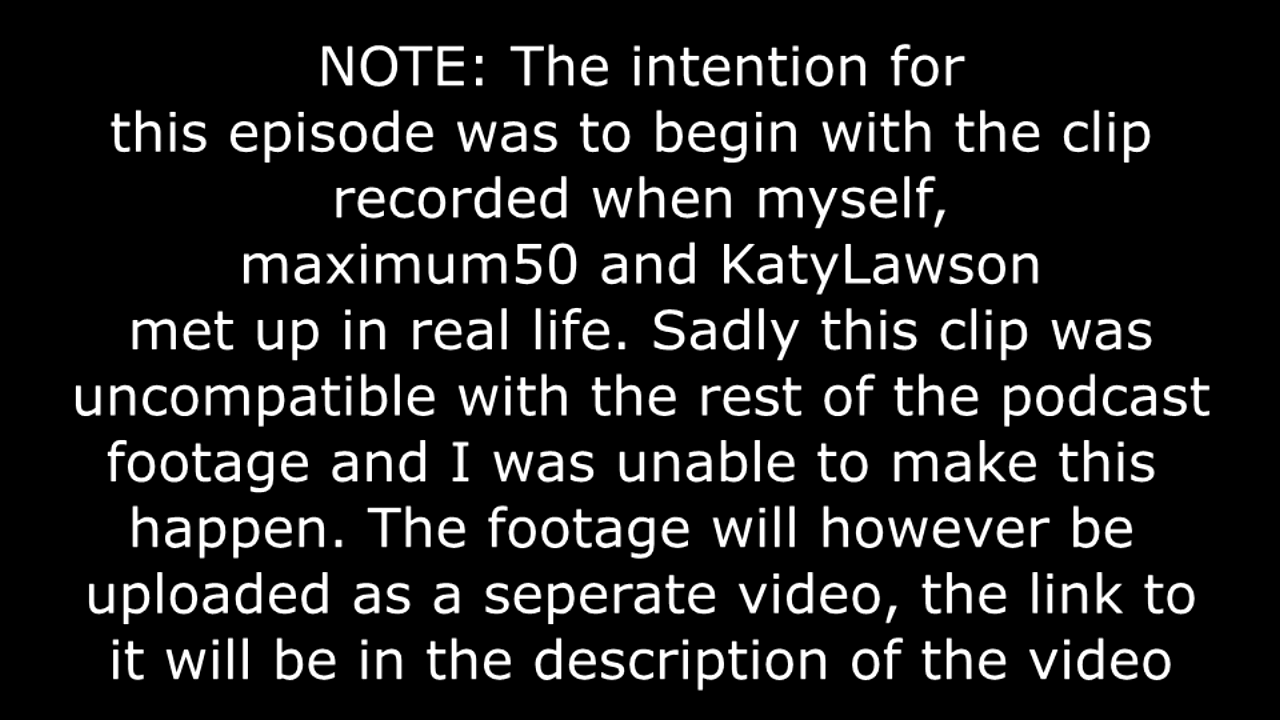 NOTE: The intention for
this episode was to begin with the clip
recorded when myself,
maximum50 and KatyLawson
met up in real life. Sadly this clip was
uncompatible with the rest of the podcast
footage and I was unable to make this
happen. The footage will however be
uploaded as a seperate video, the link to
it will be in the description of the video